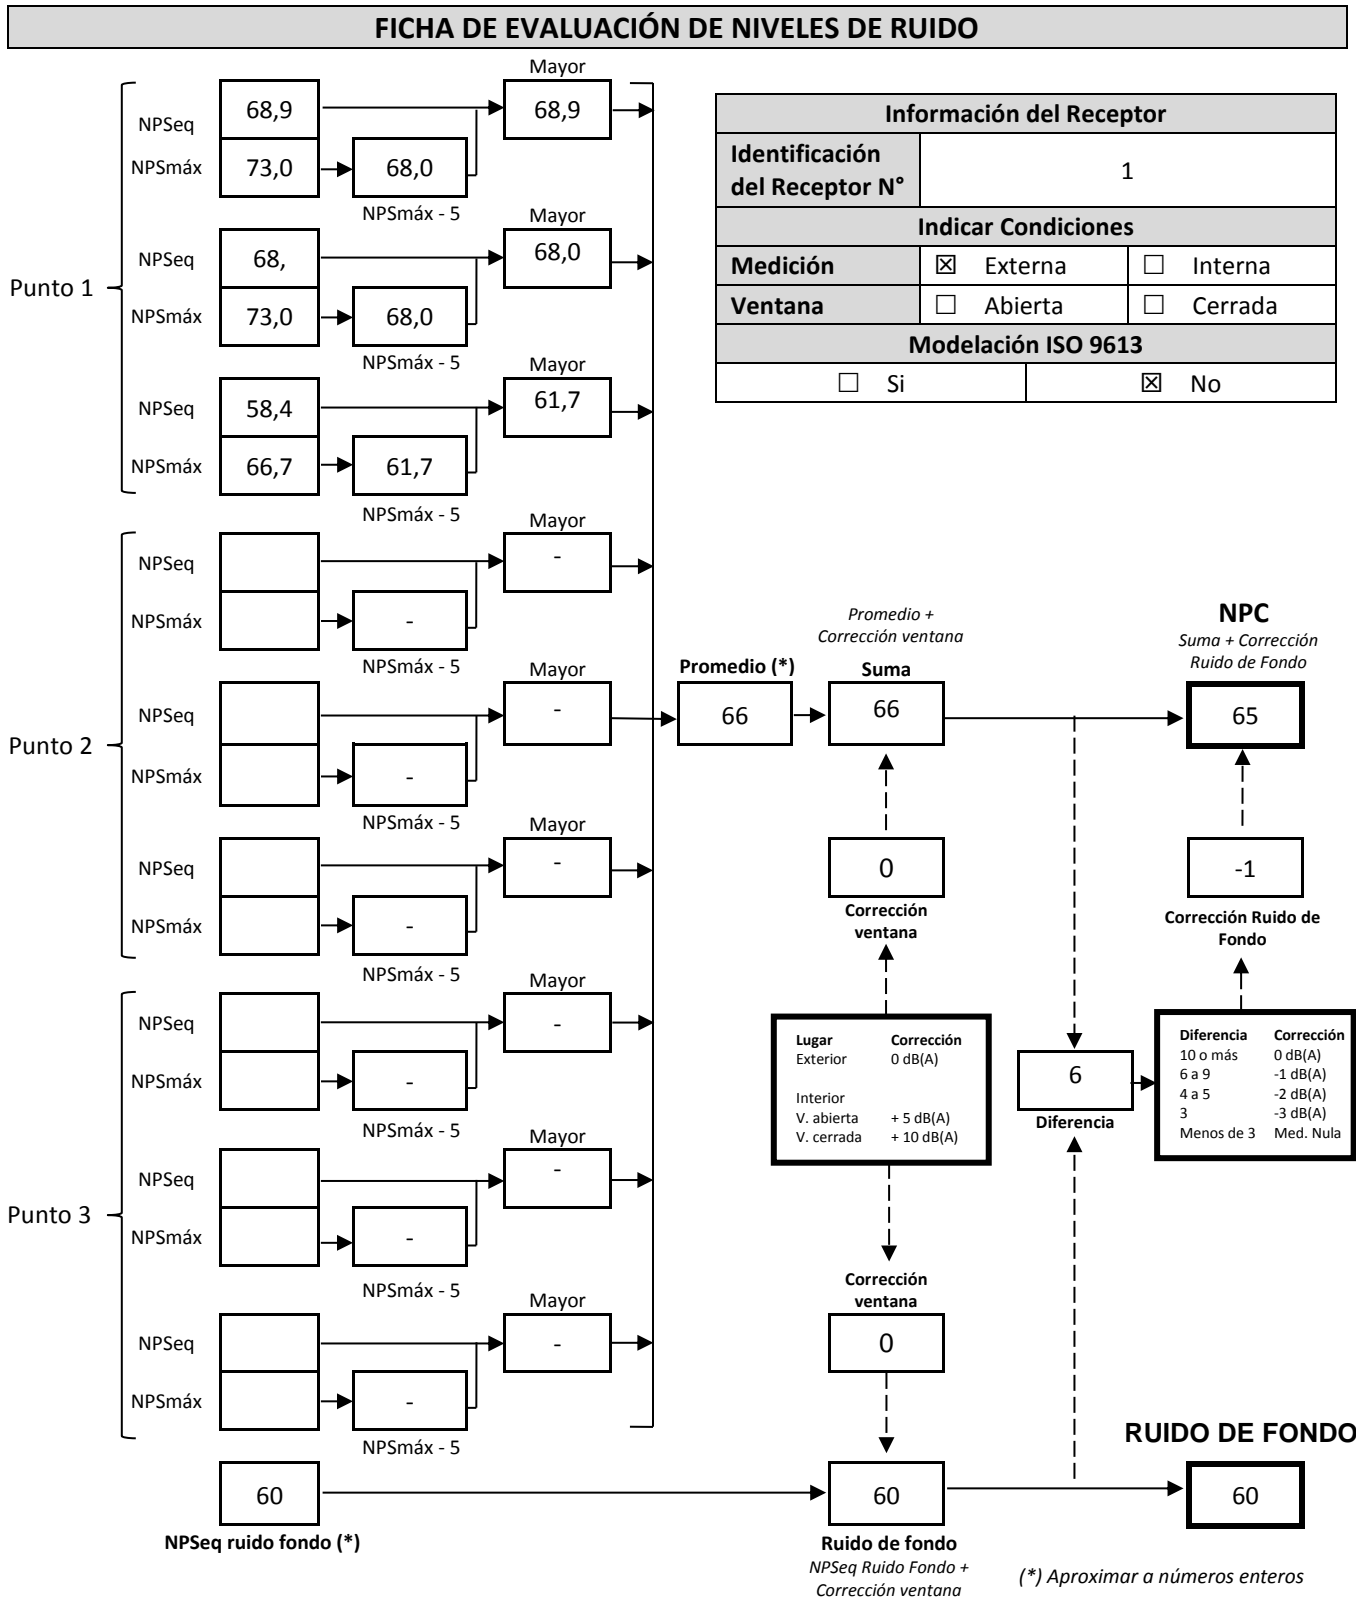 FICHA DE EVALUACIÓN DE NIVELES DE RUIDO
Mayor
NPSeq 68,9 68,9
NPSmáx 73,0 68,0
NPSmáx - 5
Mayor
Punto 1
NPSeq 68, 68,0
NPSmáx 73,0 68,0
NPSmáx - 5
Mayor
NPSeq 58,4 61,7
NPSmáx 66,7 61,7
NPSmáx - 5
Información del Receptor
Identificación del Receptor N° 1
Indicar Condiciones
Medición ☒ Externa ☐ Interna
Ventana ☐ Abierta ☐ Cerrada
Modelación ISO 9613
☐ Si ☒ No
Mayor
NPSeq -
NPSmáx -
NPSmáx - 5
Mayor
Punto 2
NPSeq -
NPSmáx -
NPSmáx - 5
Mayor
NPSeq -
NPSmáx -
NPSmáx - 5
Mayor
NPSeq -
NPSmáx -
NPSmáx - 5
Mayor
Punto 3
NPSeq -
NPSmáx -
NPSmáx - 5
Mayor
NPSeq -
NPSmáx -
NPSmáx - 5
60
NPSeq ruido fondo (*)
Promedio (*)
66
Promedio +
Corrección ventana
Suma
66
0
Corrección
ventana
Lugar Corrección
Exterior 0 dB(A)
Interior
V. abierta + 5 dB(A)
V. cerrada + 10 dB(A)
Corrección
ventana
0
60
Ruido de fondo
NPSeq Ruido Fondo +
Corrección ventana
6
Diferencia
NPC
Suma + Corrección
Ruido de Fondo
65
-1
Corrección Ruido de
Fondo
Diferencia Corrección
10 o más 0 dB(A)
6 a 9 -1 dB(A)
4 a 5 -2 dB(A)
3 -3 dB(A)
Menos de 3 Med. Nula
RUIDO DE FONDO
60
(*) Aproximar a números enteros